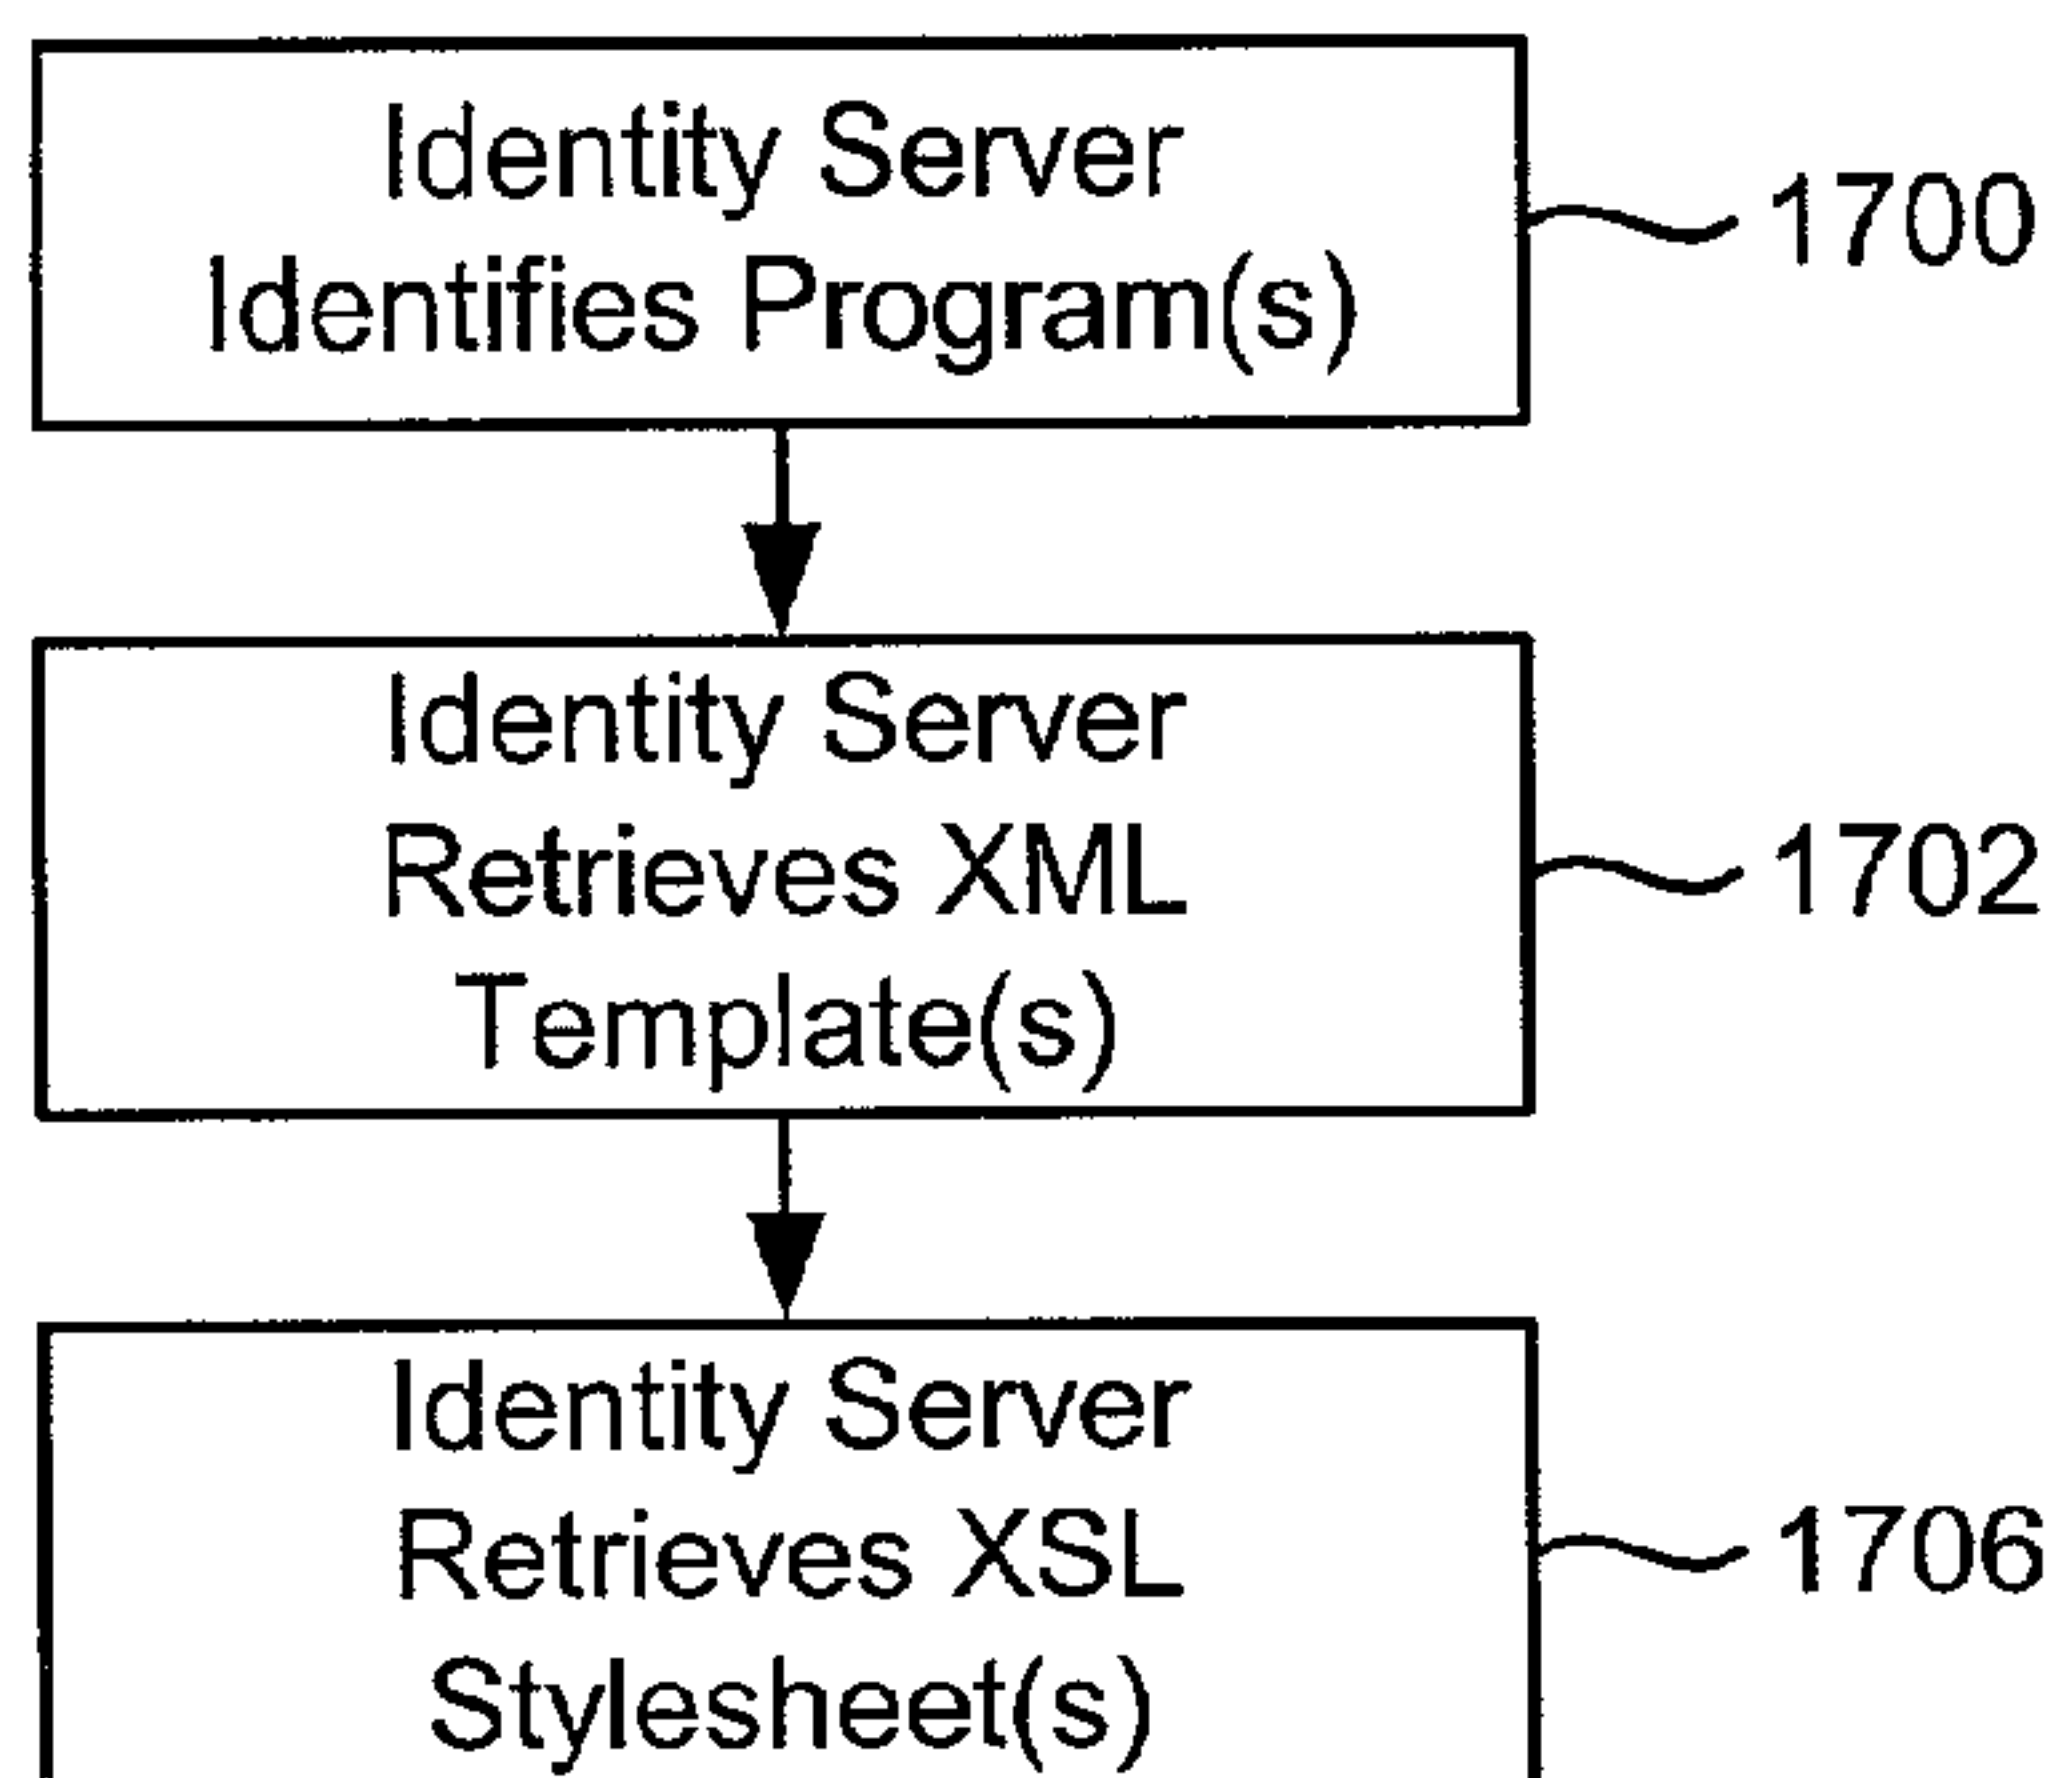 Identity Server
Identifies Program(s)
1700
Identity Server
Retrieves XML
Template(s)
1702
Identity Server
Retrieves XSL
Stylesheet(s)
1706